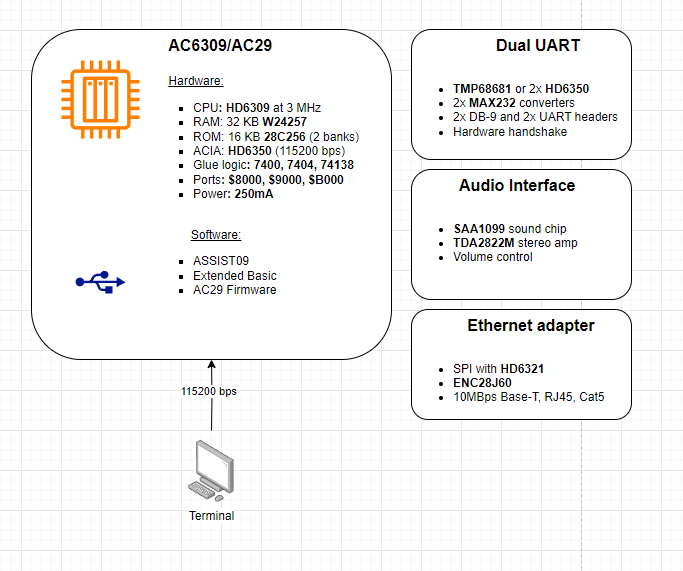 AC6309/AC29
Hardware:
CPU: HD6309 at 3 MHz
RAM: 32 KB W24257
ROM: 16 KB 28C256 (2 banks)
ACIA: HD6350 (115200 bps)
Glue logic: 7400, 7404, 74138
Ports: $8000, $9000, $B000
Power: 250mA
Software:
ASSIST09
Extended Basic
AC29 Firmware
115200 bps
Terminal
Dual UART
TMP68681 or 2x HD6350
2x MAX232 converters
2x DB-9 and 2x UART headers
Hardware handshake
Audio Interface
SAA1099 sound chip
TDA2822M stereo amp
Volume control
Ethernet adapter
SPI with HD6321
ENC28J60
10MBps Base-T, RJ45, Cat5